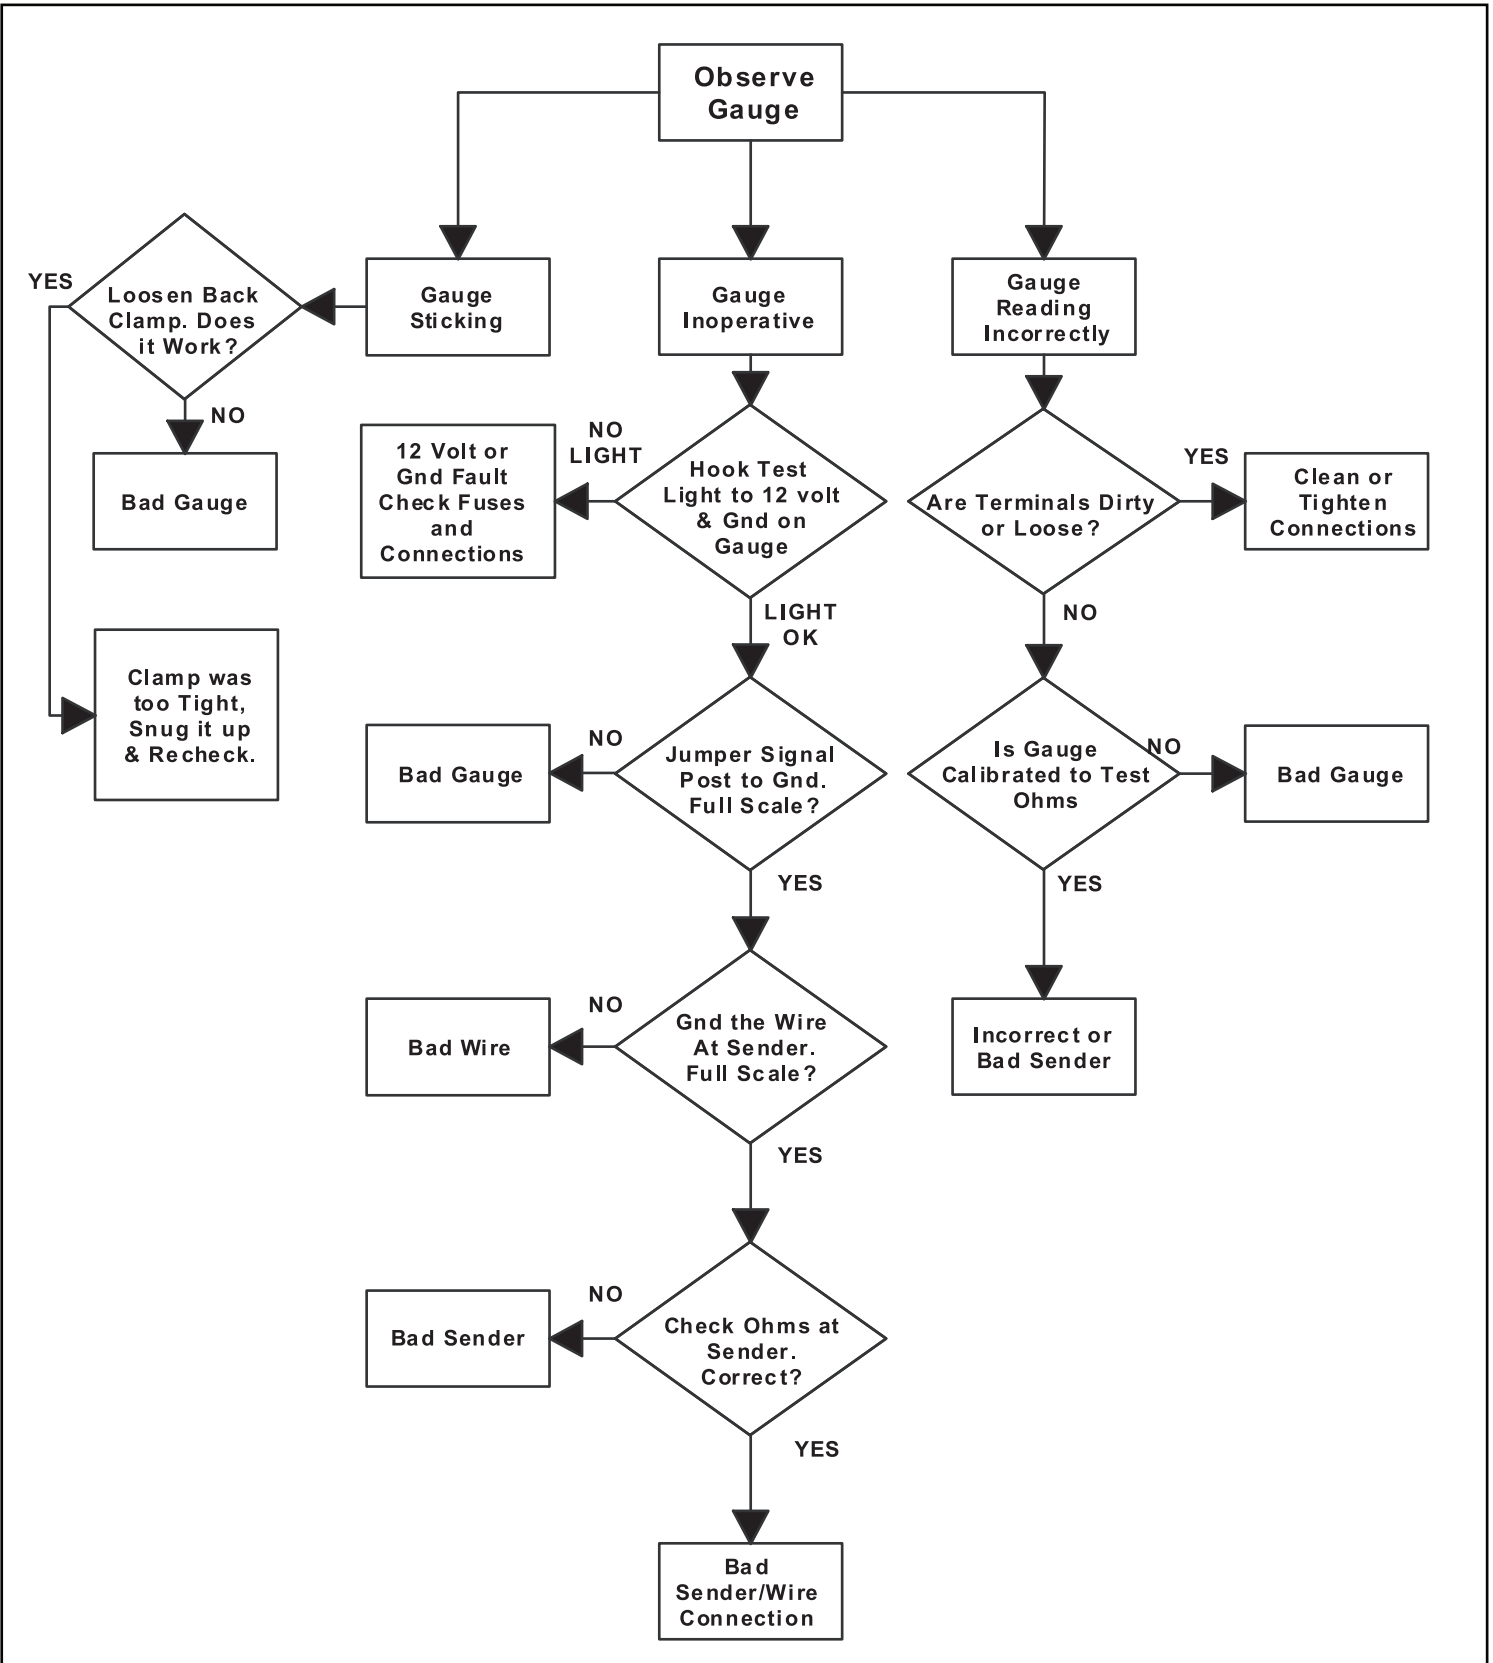 Observe
Gauge
YES
Loosen Back
Clamp. Does
it Work?
NO
Bad Gauge
Clamp was
too Tight,
Snug it up
& Recheck.
Gauge
Sticking
Gauge
Inoperative
Gauge
Reading
Incorrectly
12 Volt or
Gnd Fault
Check Fuses
and
Connections
NO
LIGHT
Hook Test
Light to 12 volt
& Gnd on
Gauge
LIGHT
OK
Are Terminals Dirty
or Loose?
YES
Clean or
Tighten
Connections
NO
Bad Gauge
NO
Jumper Signal
Post to Gnd.
Full Scale?
YES
Is Gauge
Calibrated to Test
Ohms
NO
Bad Gauge
YES
Bad Wire
NO
Gnd the Wire
At Sender.
Full Scale?
YES
Incorrect or
Bad Sender
Bad Sender
NO
Check Ohms at
Sender.
Correct?
YES
Bad
Sender/Wire
Connection